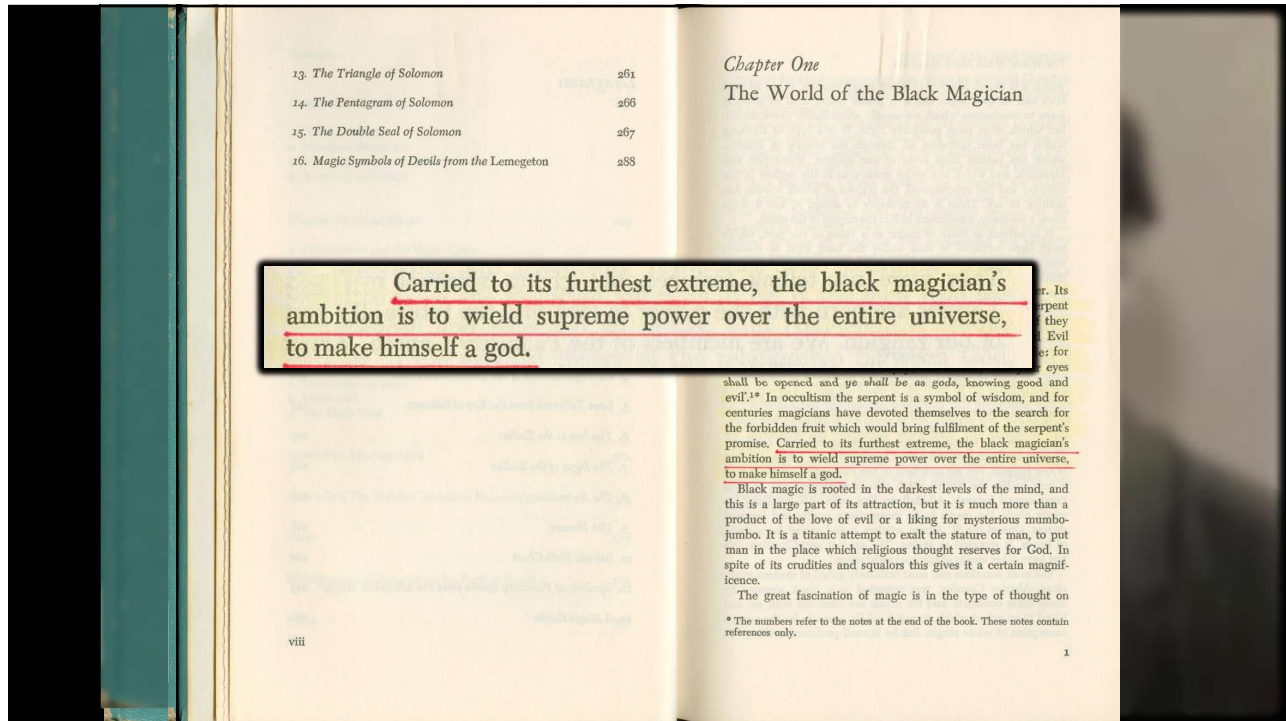 13. The Triangle of Solomon 261
14. The Pentagram of Solomon 266
15. The Double Seal of Solomon 267
16. Magic Symbols of Devils from the Lemegeton 288
viii
Chapter One
The World of the Black Magician
Carried to its furthest extreme, the black magician's
ambition is to wield supreme power over the entire universe,
to make himself a god.
er. Its
erpent
they
Evil
e: for
eyes
shall be opened and ye shall be as gods, knowing good and
evil'.¹* In occultism the serpent is a symbol of wisdom, and for
centuries magicians have devoted themselves to the search for
the forbidden fruit which would bring fulfilment of the serpent's
promise. Carried to its furthest extreme, the black magician's
ambition is to wield supreme power over the entire universe,
to make himself a god.
Black magic is rooted in the darkest levels of the mind, and
this is a large part of its attraction, but it is much more than a
product of the love of evil or a liking for mysterious mumbo-
jumbo. It is a titanic attempt to exalt the stature of man, to put
man in the place which religious thought reserves for God. In
spite of its crudities and squalors this gives it a certain magnif-
icence.
The great fascination of magic is in the type of thought on
* The numbers refer to the notes at the end of the book. These notes contain
references only.
1